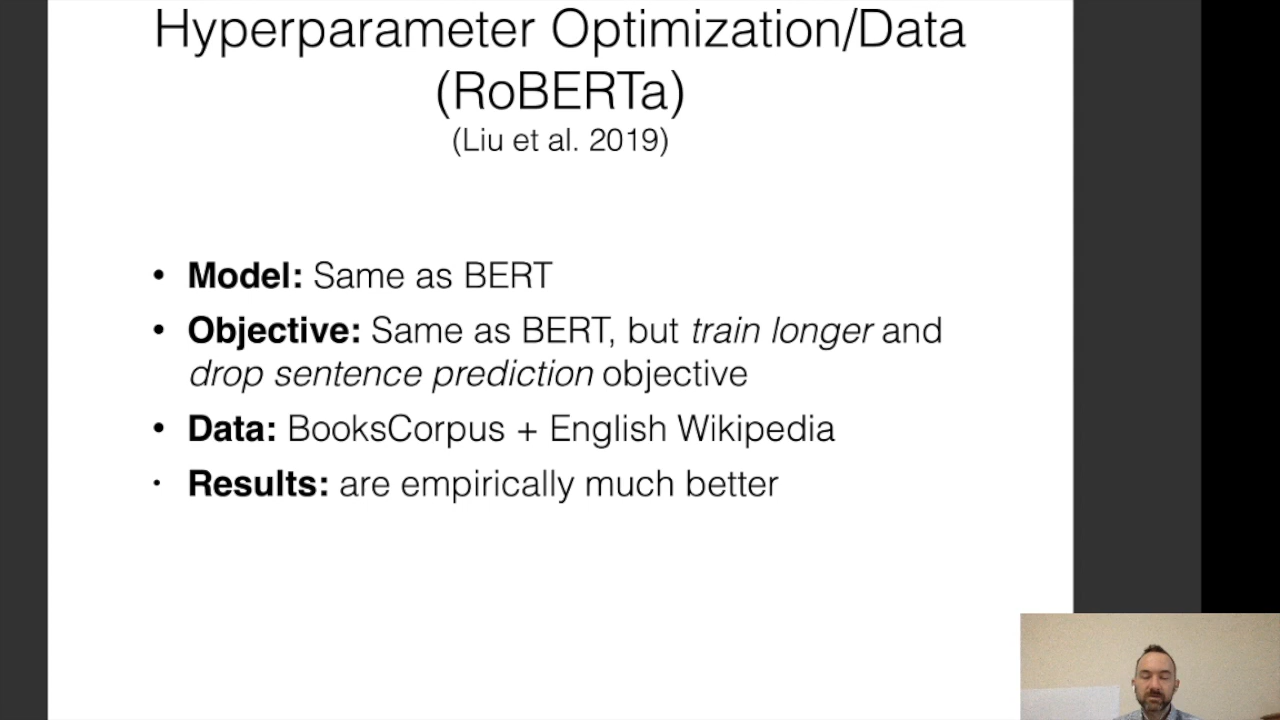 Hyperparameter Optimization/Data
(RoBERTa)
(Liu et al. 2019)
• Model: Same as BERT
• Objective: Same as BERT, but train longer and
drop sentence prediction objective
• Data: BooksCorpus + English Wikipedia
• Results: are empirically much better